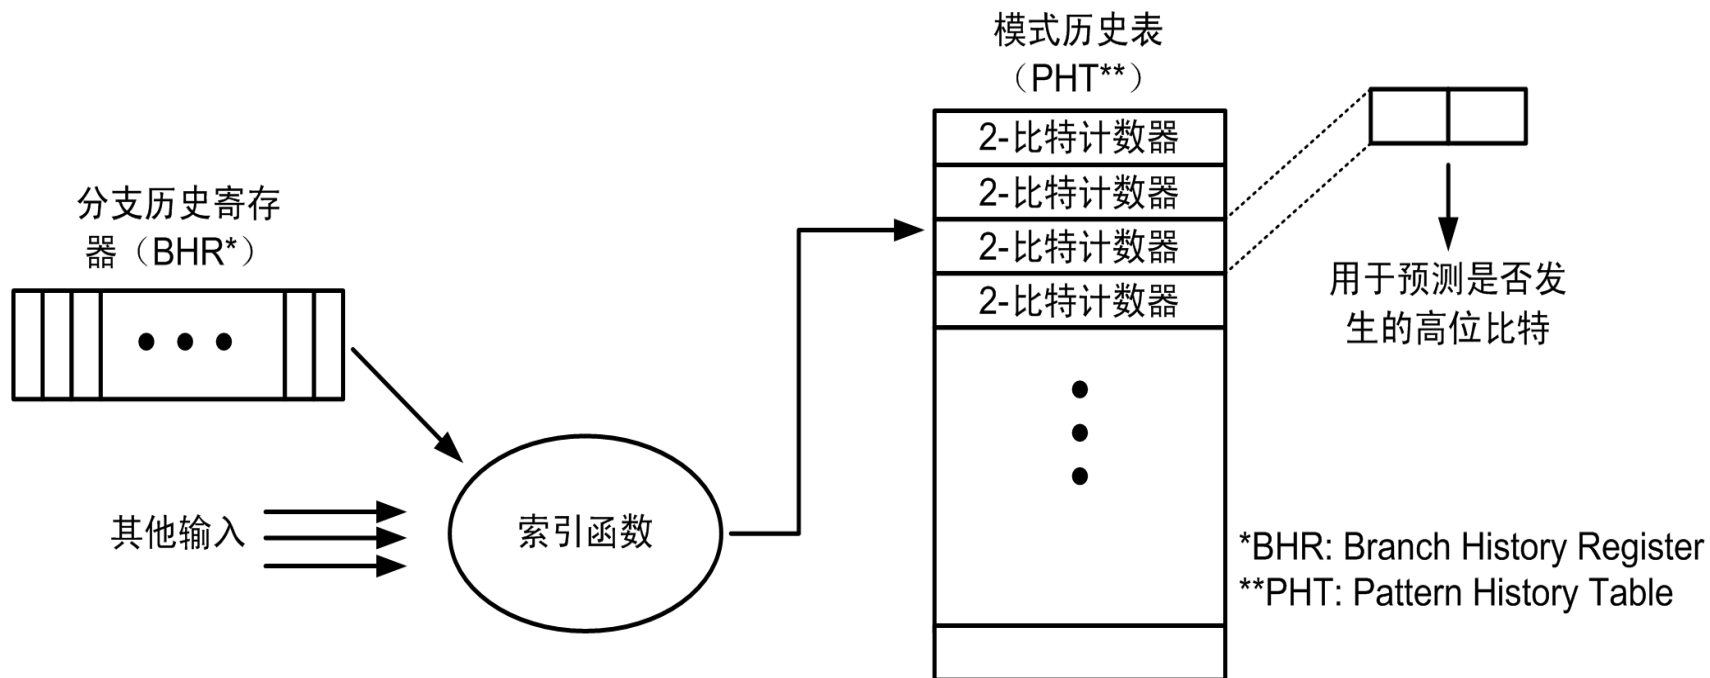 模式历史表
（PHT**）
2-比特计数器
2-比特计数器
2-比特计数器
2-比特计数器
用于预测是否发
生的高位比特
分支历史寄存
器（BHR*）
其他输入
索引函数
*BHR: Branch History Register
**PHT: Pattern History Table